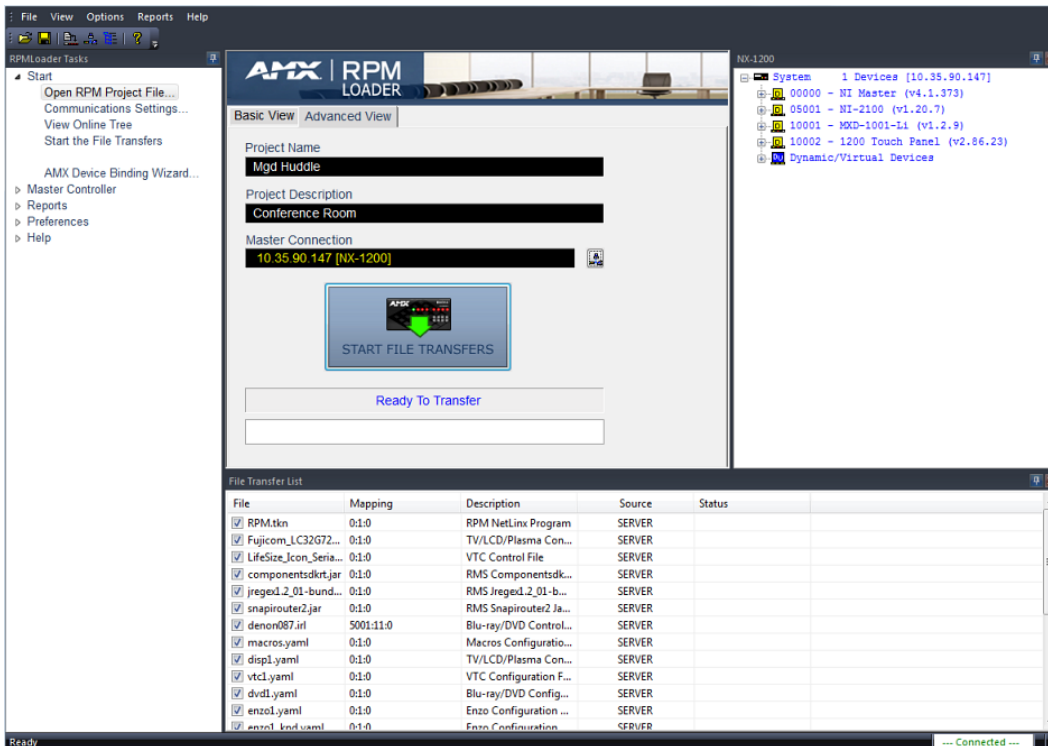 File View Options Reports Help
RPMLoader Tasks
Start
Open RPM Project File...
Communications Settings...
View Online Tree
Start the File Transfers
AMX Device Binding Wizard...
Master Controller
Reports
Preferences
Help
AMX RPM
LOADER
Basic View Advanced View
Project Name
Mgd Huddle
Project Description
Conference Room
Master Connection
10.35.90.147 [NX-1200]
AMX
START FILE TRANSFERS
Ready To Transfer
NX-1200
System 1 Devices [10.35.90.147]
00000 - NI Master (v4.1.373)
05001 - NI-2100 (v1.20.7)
10001 - MXD-1001-Li (v1.2.9)
10002 - 1200 Touch Panel (v2.86.23)
Dynamic/Virtual Devices
File Transfer List
File Mapping Description Source Status
RPM.tkn 0:1:0 RPM NetLinx Program SERVER
Fujicom_LC32G72... 0:1:0 TV/LCD/Plasma Con... SERVER
LifeSize_Icon_Seria... 0:1:0 VTC Control File SERVER
componentsdkrt.jar 0:1:0 RMS Componentsdk... SERVER
jregex1.2_01-bund... 0:1:0 RMS Jregex1.2_01-b... SERVER
snapirouter2.jar 0:1:0 RMS Snapirouter2 Ja... SERVER
denon087.irl 5001:11:0 Blu-ray/DVD Control... SERVER
macros.yaml 0:1:0 Macros Configuratio... SERVER
disp1.yaml 0:1:0 TV/LCD/Plasma Con... SERVER
vtc1.yaml 0:1:0 VTC Configuration F... SERVER
dvd1.yaml 0:1:0 Blu-ray/DVD Config... SERVER
enzo1.yaml 0:1:0 Enzo Configuration ... SERVER
enzo1_knd.yaml 0:1:0 Enzo Configuration SERVER
Ready
--- Connected ---